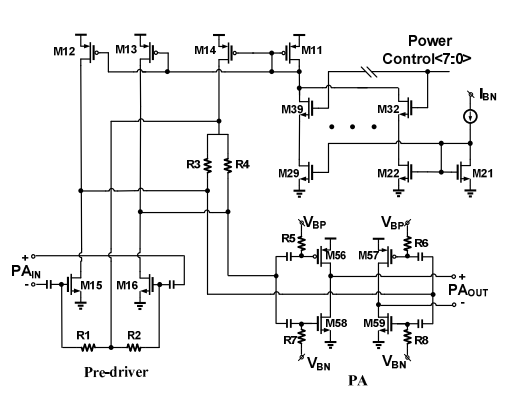 M12
M13
M14
M11
Power
Control<7:0>
I_BN
M39
M32
R3
R4
M29
M22
M21
V_BP
V_BP
R5
M56
M57
R6
+
PA_IN
-
M15
M16
+
PA_OUT
-
R7
M58
M59
R8
R1
R2
V_BN
V_BN
Pre-driver
PA